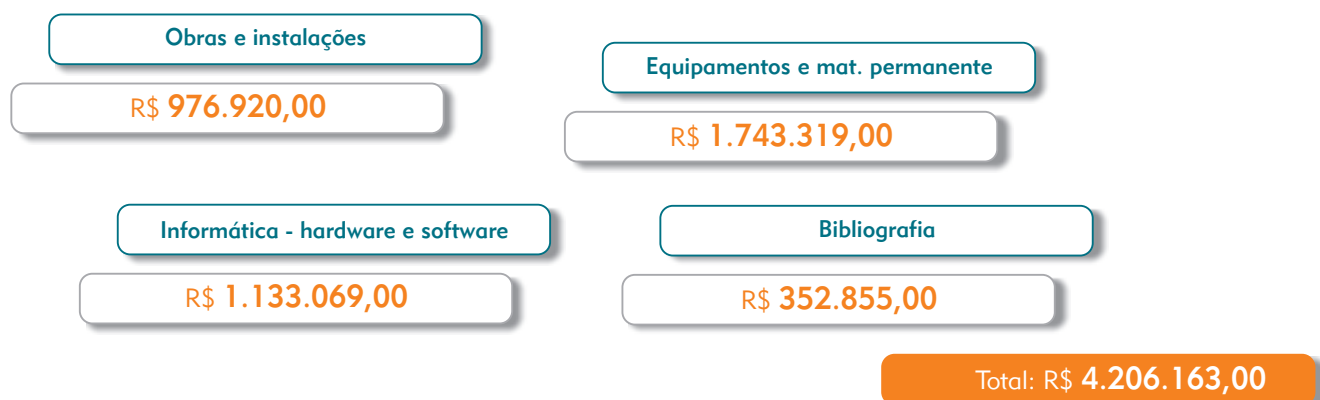 Obras e instalações
R$ 976.920,00
Equipamentos e mat. permanente
R$ 1.743.319,00
Informática - hardware e software
R$ 1.133.069,00
Bibliografia
R$ 352.855,00
Total: R$ 4.206.163,00